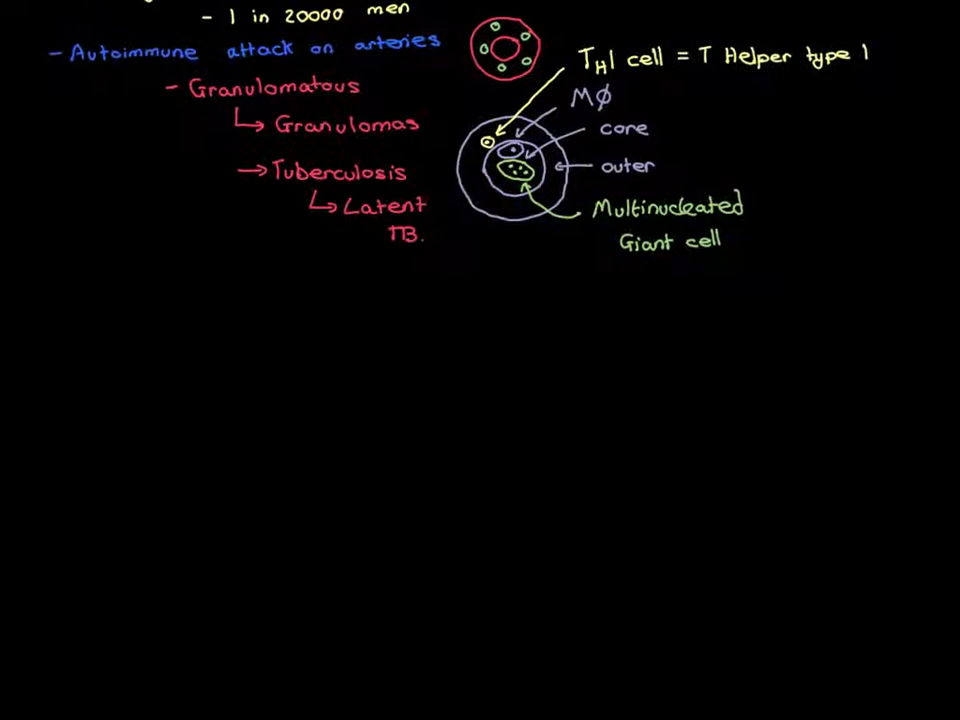 - 1 in 20000 men
- Autoimmune attack on arteries
TH1 cell = T Helper type 1
- Granulomatous
MØ
Granulomas
core
Tuberculosis
outer
Latent
TB.
Multinucleated
Giant cell